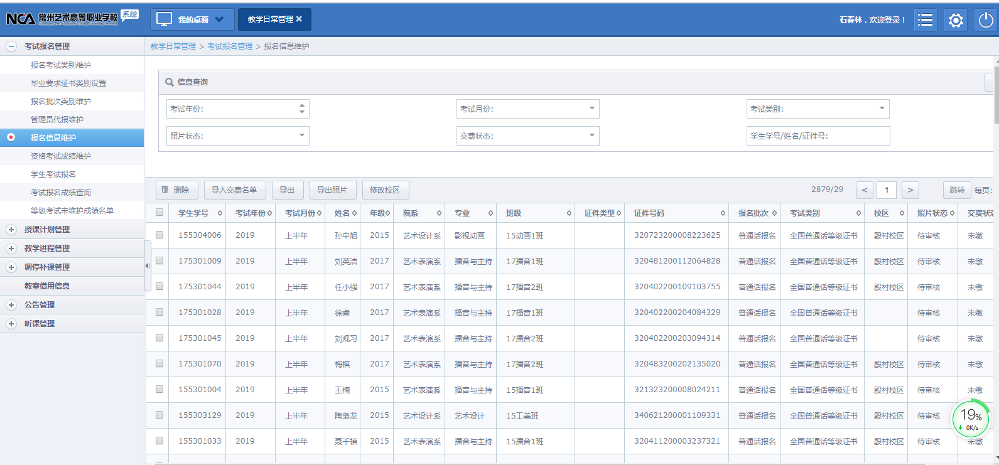 NCA 常州艺术高等职业学校 系统 我的桌面 教学日常管理 × 石春林，欢迎登录！
教学日常管理 > 考试报名管理 > 报名信息维护
考试报名管理
报名考试类别维护
毕业要求证书类别设置
报名批次类别维护
管理员代报维护
报名信息维护
资格考试成绩维护
学生考试报名
考试报名成绩查询
等级考试未维护成绩名单
授课计划管理
教学进程管理
调停补课管理
教室借用信息
公告管理
听课管理
信息查询
考试年份: 考试月份: 考试类别:
照片状态: 交费状态: 学生学号/姓名/证件号:
删除 导入交费名单 导出 导出照片 修改校区 2879/29 < 1 > 跳转 每页:
学生学号 考试年份 考试月份 姓名 年级 院系 专业 班级 证件类型 证件号码 报名批次 考试类别 校区 照片状态 交费状态
155304006 2019 上半年 孙中旭 2015 艺术设计系 影视动画 15动画1班 320723200008223625 普通话报名 全国普通话等级证书 殷村校区 待审核 未缴
175301009 2019 上半年 刘英洁 2017 艺术表演系 播音与主持 17播音1班 320481200112064828 普通话报名 全国普通话等级证书 殷村校区 待审核 未缴
175301044 2019 上半年 任小强 2017 艺术表演系 播音与主持 17播音2班 320402200109103755 普通话报名 全国普通话等级证书 殷村校区 待审核 未缴
175301028 2019 上半年 徐睿 2017 艺术表演系 播音与主持 17播音1班 320402200204084329 普通话报名 全国普通话等级证书 待审核 未缴
175301045 2019 上半年 刘观习 2017 艺术表演系 播音与主持 17播音2班 320402200203094314 普通话报名 全国普通话等级证书 待审核 未缴
175301070 2019 上半年 梅祺 2017 艺术表演系 播音与主持 17播音2班 320483200202135020 普通话报名 全国普通话等级证书 殷村校区 待审核 未缴
155301004 2019 上半年 王楠 2015 艺术表演系 播音与主持 15播音1班 321323200008024211 普通话报名 全国普通话等级证书 殷村校区 待审核 未缴
155303129 2019 上半年 陶枭龙 2015 艺术设计系 艺术设计 15工美班 340621200001109331 普通话报名 全国普通话等级证书 殷村校区 待审核
155301033 2019 上半年 聂千禧 2015 艺术表演系 播音与主持 15播音1班 320411200003237321 普通话报名 全国普通话等级证书 殷村校区 待审核 未缴
19%
0K/s